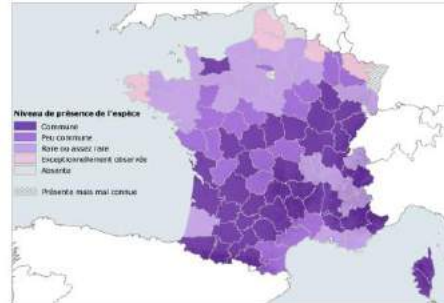 Niveau de présence de l'espèce
Commune
Peu commune
Rare ou assez rare
Exceptionnellement observée
Absente
Présente mais mal connue